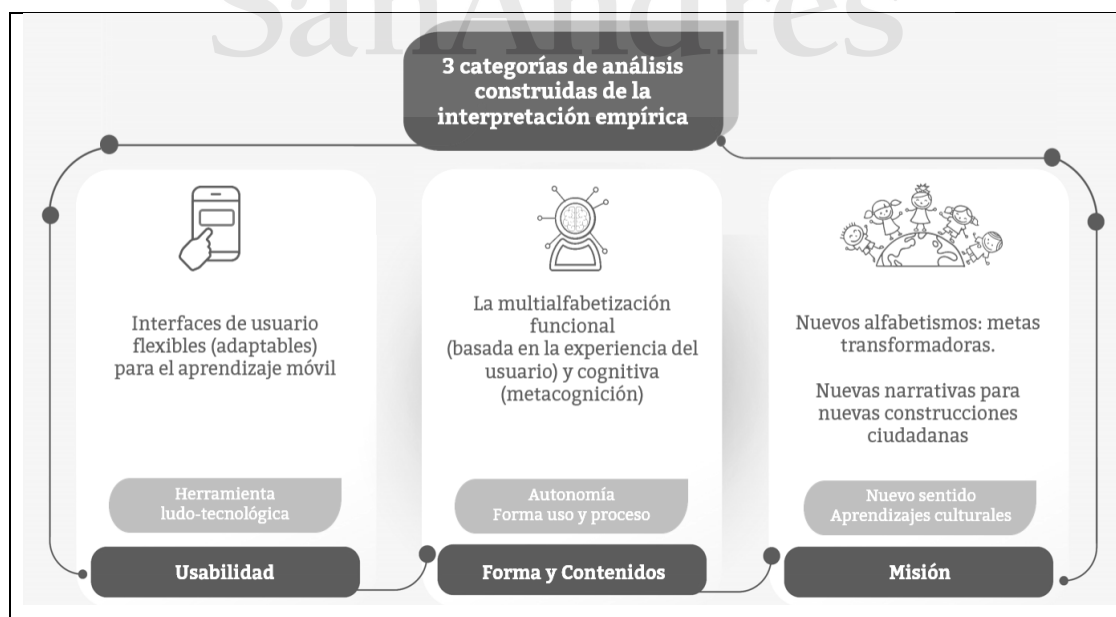 SanAndrés
3 categorías de análisis
construidas de la
interpretación empírica
Interfaces de usuario
flexibles (adaptables)
para el aprendizaje móvil
Herramienta
ludo-tecnológica
Usabilidad
La multialfabetización
funcional
(basada en la experiencia del
usuario) y cognitiva
(metacognición)
Autonomía
Forma uso y proceso
Forma y Contenidos
Nuevos alfabetismos: metas
transformadoras.
Nuevas narrativas para
nuevas construcciones
ciudadanas
Nuevo sentido
Aprendizajes culturales
Misión